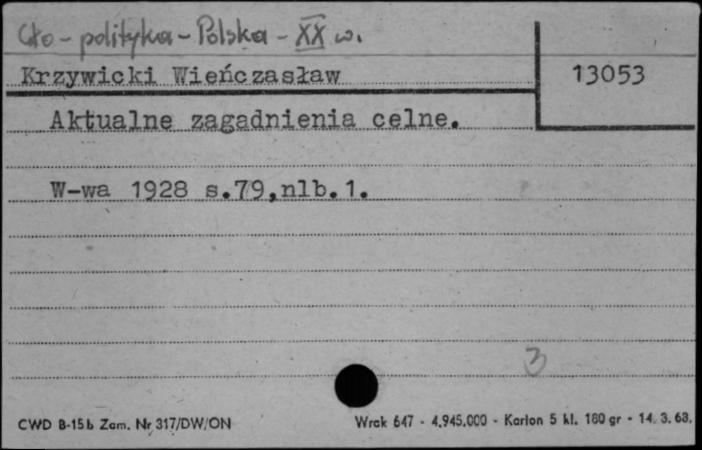 Cło - polityka - Polska - XX w.
Krzywicki Wieńczasław
13053
Aktualne zagadnienia celne.
W-wa 1928 s.79,nlb.1.
3
CWD B-15b Zam. Nr 317/DW/ON
Wrak 647 - 4.945.000 - Karton 5 kl. 180 gr - 14. 3. 63.